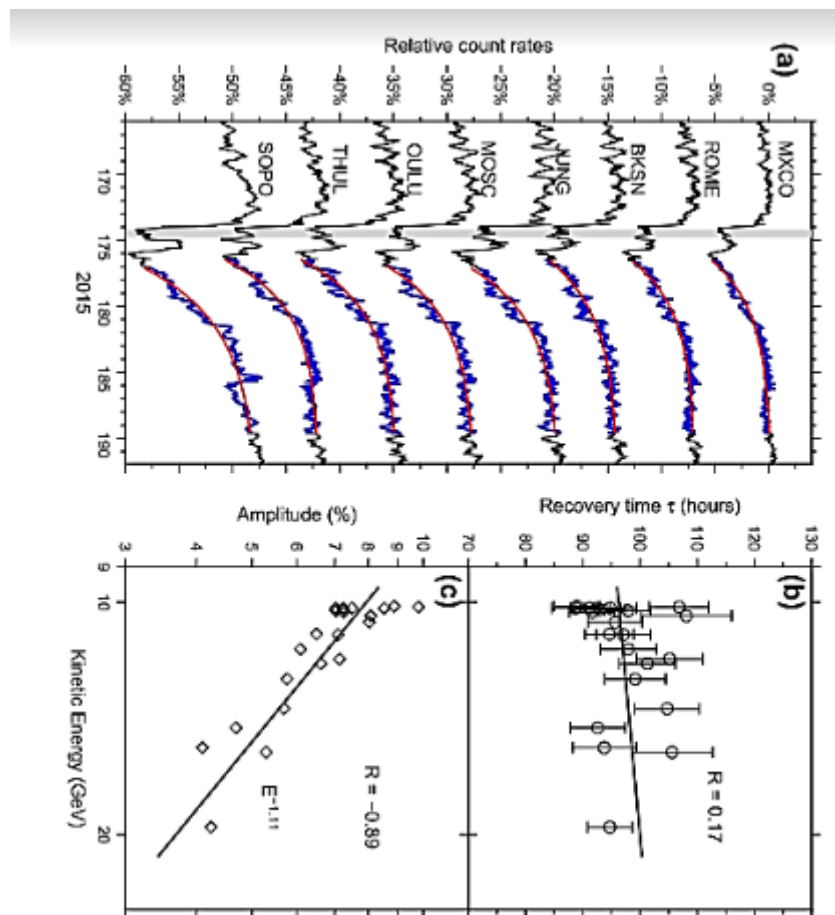 (a)
Relative count rates
0%
-5%
-10%
-15%
-20%
-25%
-30%
-35%
-40%
-45%
-50%
-55%
-60%
MXCO
ROME
BKSN
JUNG
MOSC
OULU
THUL
SOPO
170
175
180
185
190
2015
(b)
Recovery time τ (hours)
130
120
110
100
90
80
70
R = 0.17
(c)
Amplitude (%)
10
9
8
7
6
5
4
3
R = -0.89
E^-1.11
9
10
20
Kinetic Energy (GeV)